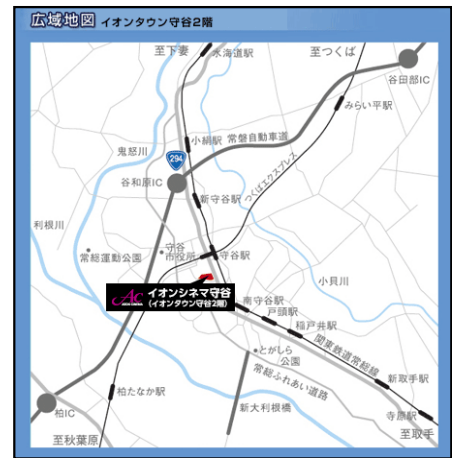 広域地図 イオンタウン守谷2階
至下妻
水海道駅
至つくば
谷田部IC
みらい平駅
小絹駅
常磐自動車道
鬼怒川
294
谷和原IC
つくばエクスプレス
新守谷駅
利根川
守谷
市役所
常総運動公園
守谷駅
小貝川
イオンシネマ守谷
(イオンタウン守谷2階)
南守谷駅
戸頭駅
稲戸井駅
関東鉄道常総線
とがしら
公園
新取手駅
常総ふれあい道路
柏たなか駅
新大利根橋
柏IC
寺原駅
至秋葉原
至取手